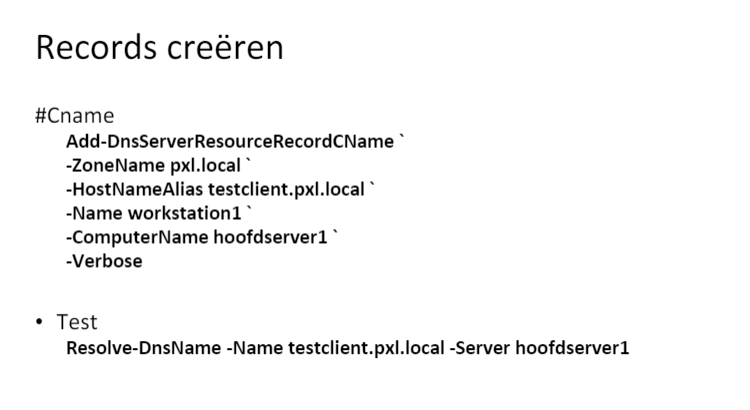 Records creëren
#Cname
Add-DnsServerResourceRecordCName `
-ZoneName pxl.local `
-HostNameAlias testclient.pxl.local `
-Name workstation1 `
-ComputerName hoofdserver1 `
-Verbose
• Test
Resolve-DnsName -Name testclient.pxl.local -Server hoofdserver1